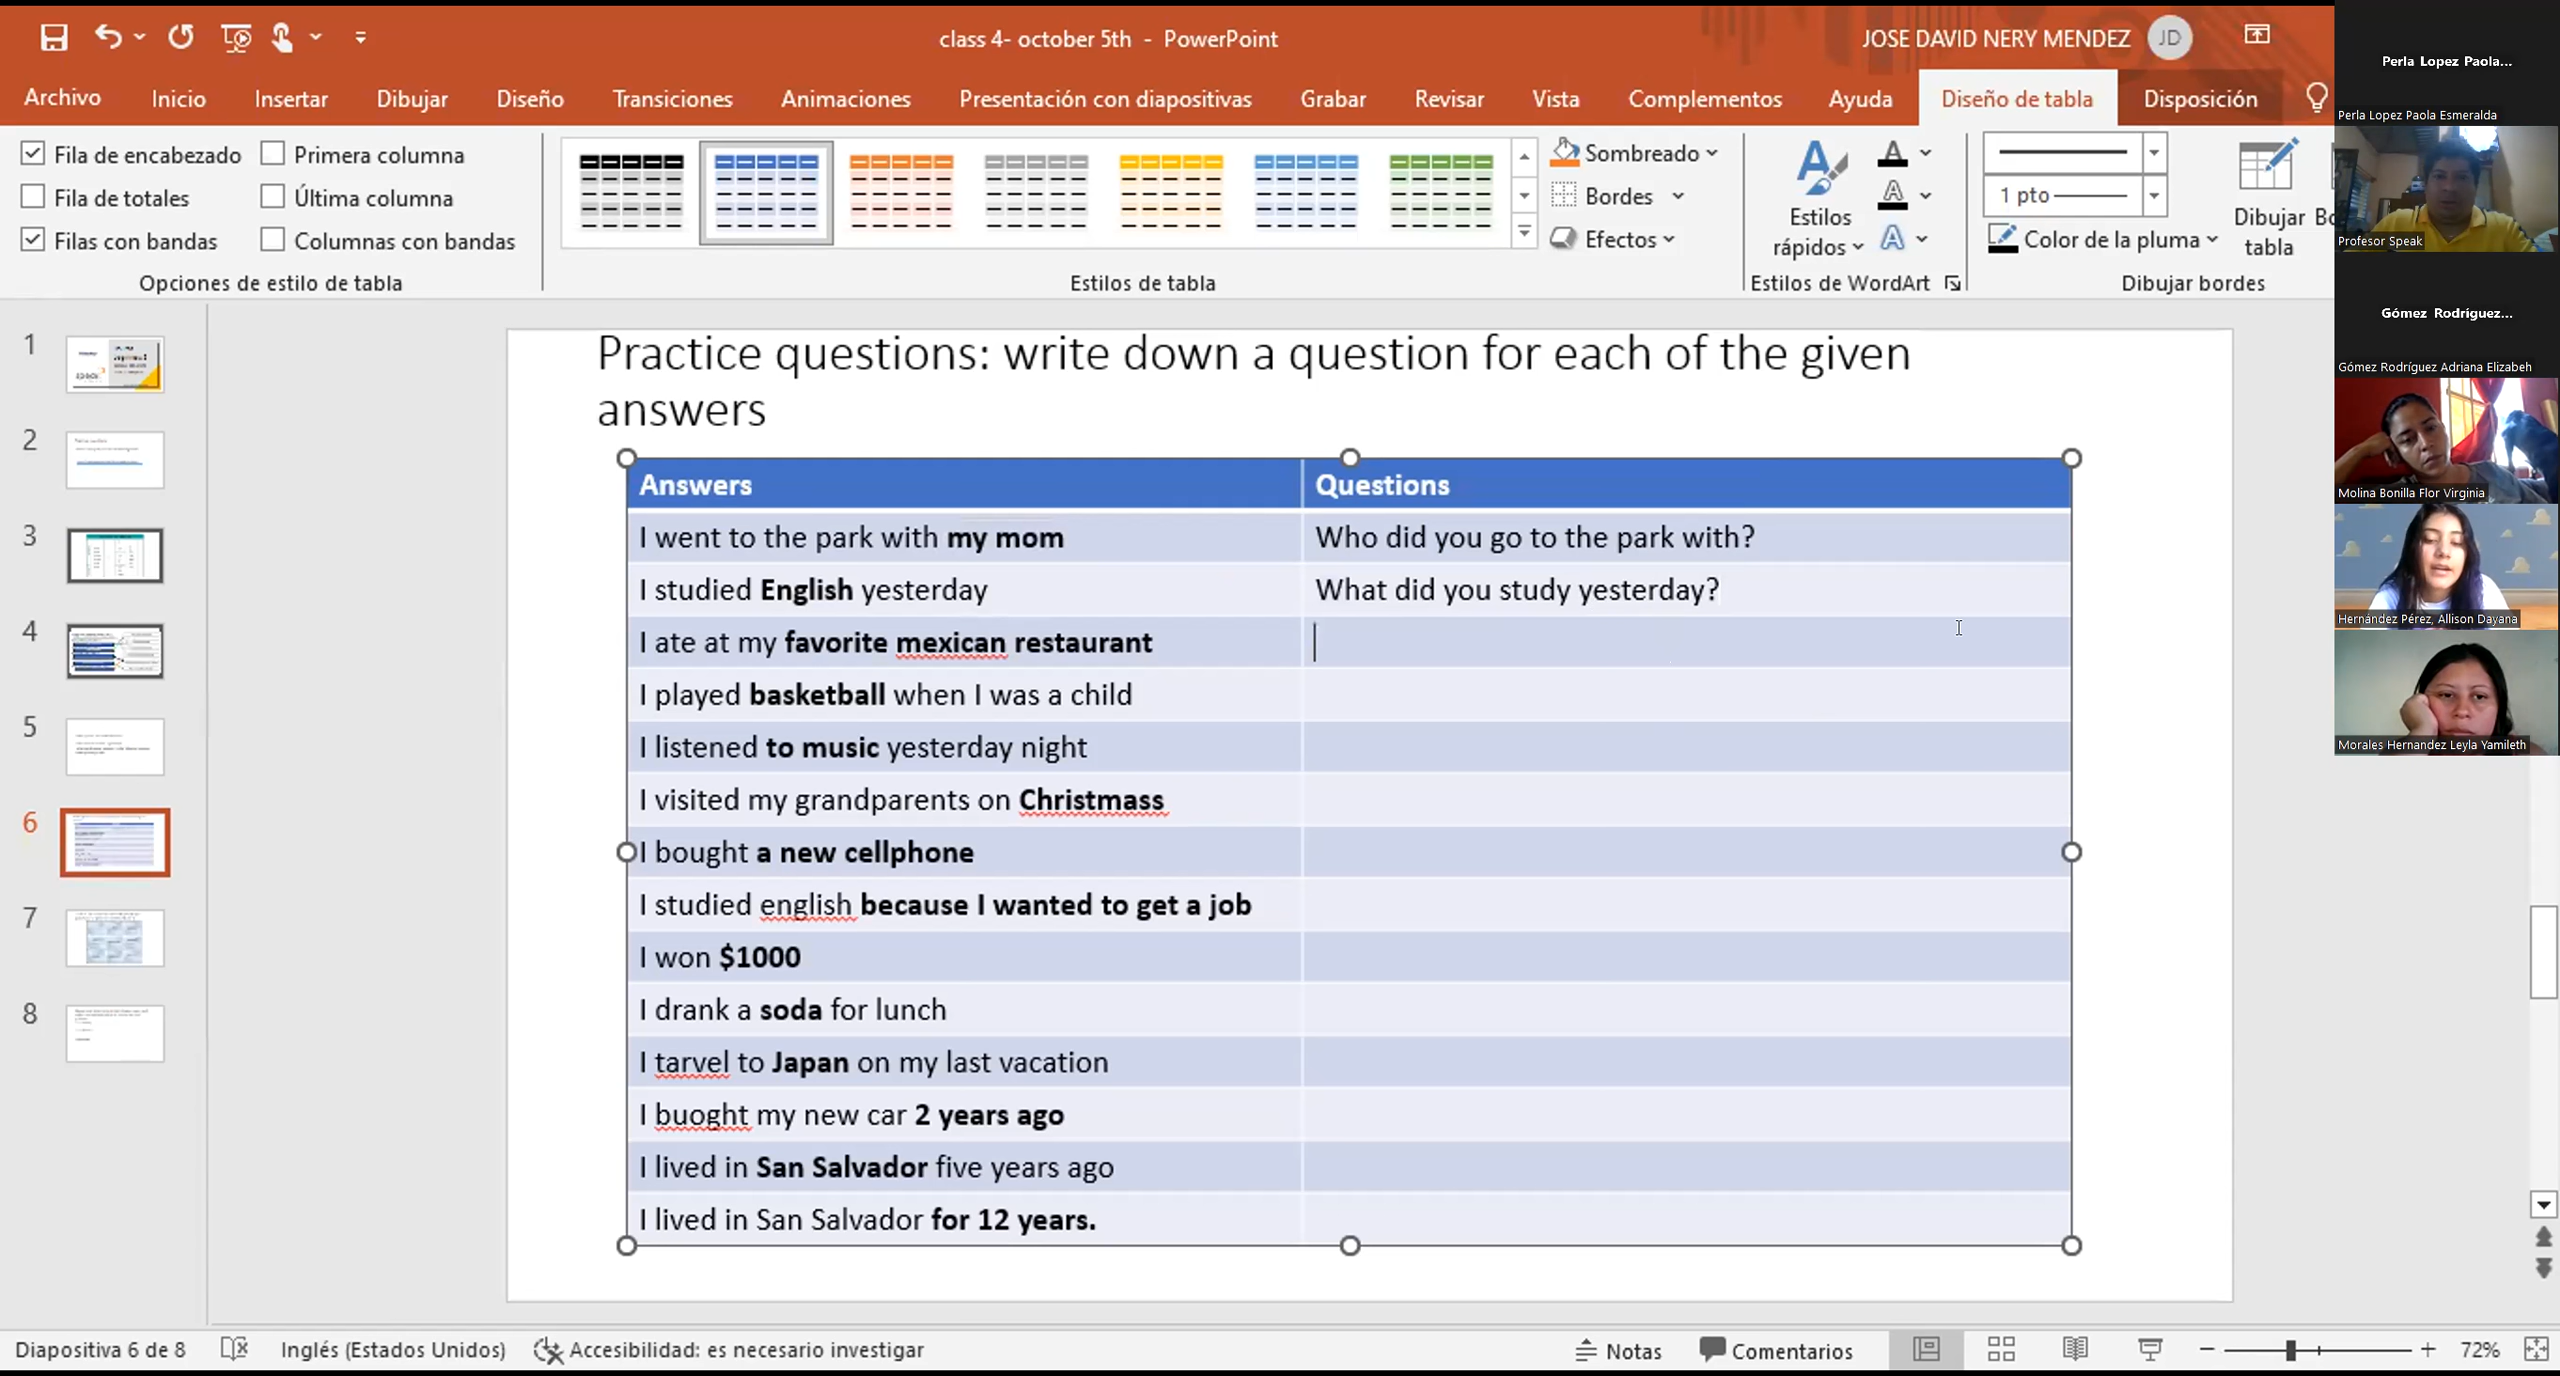 class 4- october 5th - PowerPoint
JOSE DAVID NERY MENDEZ
JD
Archivo
Inicio
Insertar
Dibujar
Diseño
Transiciones
Animaciones
Presentación con diapositivas
Grabar
Revisar
Vista
Complementos
Ayuda
Diseño de tabla
Disposición
Fila de encabezado
Primera columna
Fila de totales
Última columna
Filas con bandas
Columnas con bandas
Opciones de estilo de tabla
Estilos de tabla
Sombreado
Bordes
Efectos
Estilos
rápidos
Estilos de WordArt
1 pto
Color de la pluma
Dibujar
tabla
Dibujar bordes
Perla Lopez Paola...
Perla Lopez Paola Esmeralda
Profesor Speak
Gómez Rodríguez...
Gómez Rodríguez Adriana Elizabeh
Molina Bonilla Flor Virginia
Hernández Pérez, Allison Dayana
Morales Hernandez Leyla Yamileth
1
2
3
4
5
6
7
8
Practice questions: write down a question for each of the given
answers
Answers
Questions
I went to the park with my mom
Who did you go to the park with?
I studied English yesterday
What did you study yesterday?
I ate at my favorite mexican restaurant
I played basketball when I was a child
I listened to music yesterday night
I visited my grandparents on Christmass
I bought a new cellphone
I studied english because I wanted to get a job
I won $1000
I drank a soda for lunch
I tarvel to Japan on my last vacation
I buoght my new car 2 years ago
I lived in San Salvador five years ago
I lived in San Salvador for 12 years.
Diapositiva 6 de 8
Inglés (Estados Unidos)
Accesibilidad: es necesario investigar
Notas
Comentarios
72%